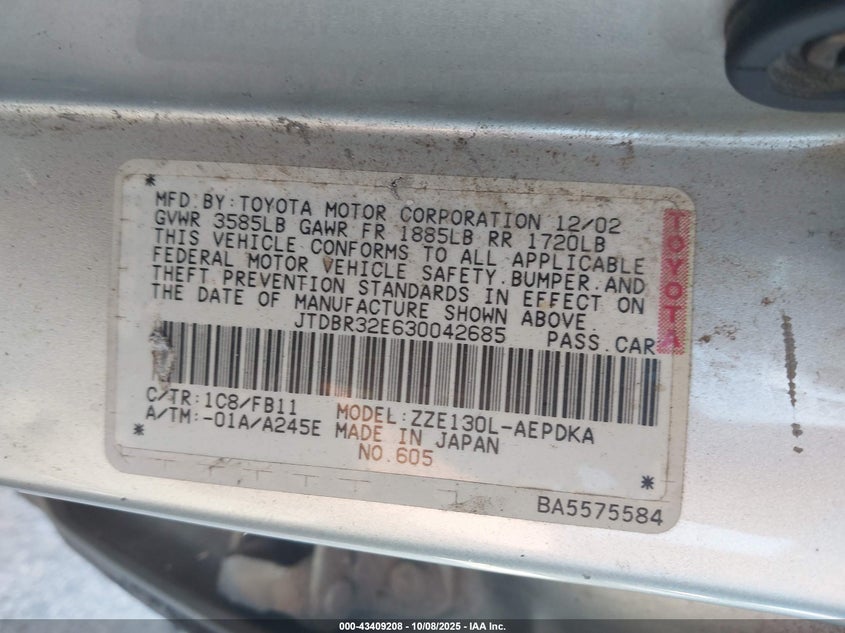 MFD.BY:TOYOTA MOTOR CORPORATION 12/02
GVWR 3585LB GAWR FR 1885LB RR 1720LB
THIS VEHICLE CONFORMS TO ALL APPLICABLE
FEDERAL MOTOR VEHICLE SAFETY.BUMPER.AND
THEFT PREVENTION STANDARDS IN EFFECT ON
THE DATE OF MANUFACTURE SHOWN ABOVE.
JTDBR32E630042685 PASS.CAR
TOYOTA
C/TR:1C8/FB11 MODEL:ZZE130L-AEPDKA
A/TM:-01A/A245E MADE IN JAPAN
NO.605
BA5575584
000-43409208 - 10/08/2025 - IAA Inc.